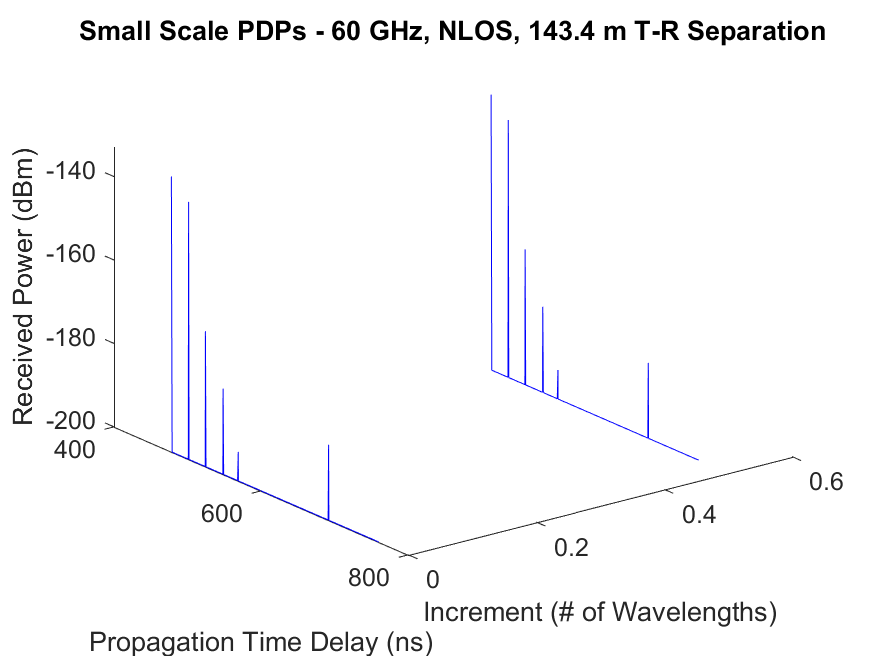 Small Scale PDPs - 60 GHz, NLOS, 143.4 m T-R Separation
Received Power (dBm)
-140
-160
-180
-200
400
600
800
0
0.2
0.4
0.6
Increment (# of Wavelengths)
Propagation Time Delay (ns)